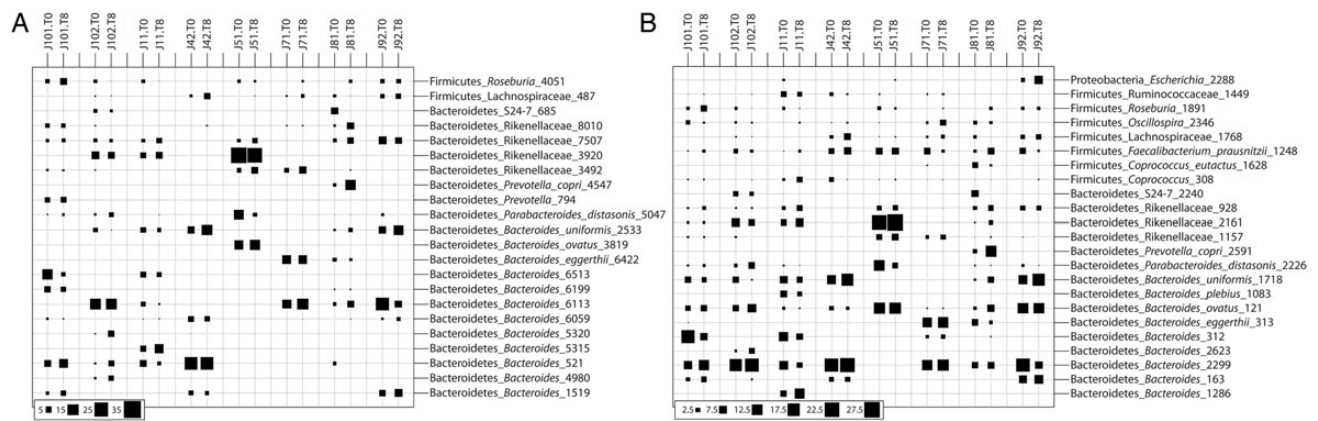 A
J101.T0
J101.T8
J102.T0
J102.T8
J11.T0
J11.T8
J42.T0
J42.T8
J51.T0
J51.T8
J71.T0
J71.T8
J81.T0
J81.T8
J92.T0
J92.T8
Firmicutes_Roseburia_4051
Firmicutes_Lachnospiraceae_487
Bacteroidetes_S24-7_685
Bacteroidetes_Rikenellaceae_8010
Bacteroidetes_Rikenellaceae_7507
Bacteroidetes_Rikenellaceae_3920
Bacteroidetes_Rikenellaceae_3492
Bacteroidetes_Prevotella_copri_4547
Bacteroidetes_Prevotella_794
Bacteroidetes_Parabacteroides_distasonis_5047
Bacteroidetes_Bacteroides_uniformis_2533
Bacteroidetes_Bacteroides_ovatus_3819
Bacteroidetes_Bacteroides_eggerthii_6422
Bacteroidetes_Bacteroides_6513
Bacteroidetes_Bacteroides_6199
Bacteroidetes_Bacteroides_6113
Bacteroidetes_Bacteroides_6059
Bacteroidetes_Bacteroides_5320
Bacteroidetes_Bacteroides_5315
Bacteroidetes_Bacteroides_521
Bacteroidetes_Bacteroides_4980
Bacteroidetes_Bacteroides_1519
5 15 25 35
B
J101.T0
J101.T8
J102.T0
J102.T8
J11.T0
J11.T8
J42.T0
J42.T8
J51.T0
J51.T8
J71.T0
J71.T8
J81.T0
J81.T8
J92.T0
J92.T8
Proteobacteria_Escherichia_2288
Firmicutes_Ruminococcaceae_1449
Firmicutes_Roseburia_1891
Firmicutes_Oscillospira_2346
Firmicutes_Lachnospiraceae_1768
Firmicutes_Faecalibacterium_prausnitzii_1248
Firmicutes_Coprococcus_eutactus_1628
Firmicutes_Coprococcus_308
Bacteroidetes_S24-7_2240
Bacteroidetes_Rikenellaceae_928
Bacteroidetes_Rikenellaceae_2161
Bacteroidetes_Rikenellaceae_1157
Bacteroidetes_Prevotella_copri_2591
Bacteroidetes_Parabacteroides_distasonis_2226
Bacteroidetes_Bacteroides_uniformis_1718
Bacteroidetes_Bacteroides_plebius_1083
Bacteroidetes_Bacteroides_ovatus_121
Bacteroidetes_Bacteroides_eggerthii_313
Bacteroidetes_Bacteroides_312
Bacteroidetes_Bacteroides_2623
Bacteroidetes_Bacteroides_2299
Bacteroidetes_Bacteroides_163
Bacteroidetes_Bacteroides_1286
2.5 7.5 12.5 17.5 22.5 27.5